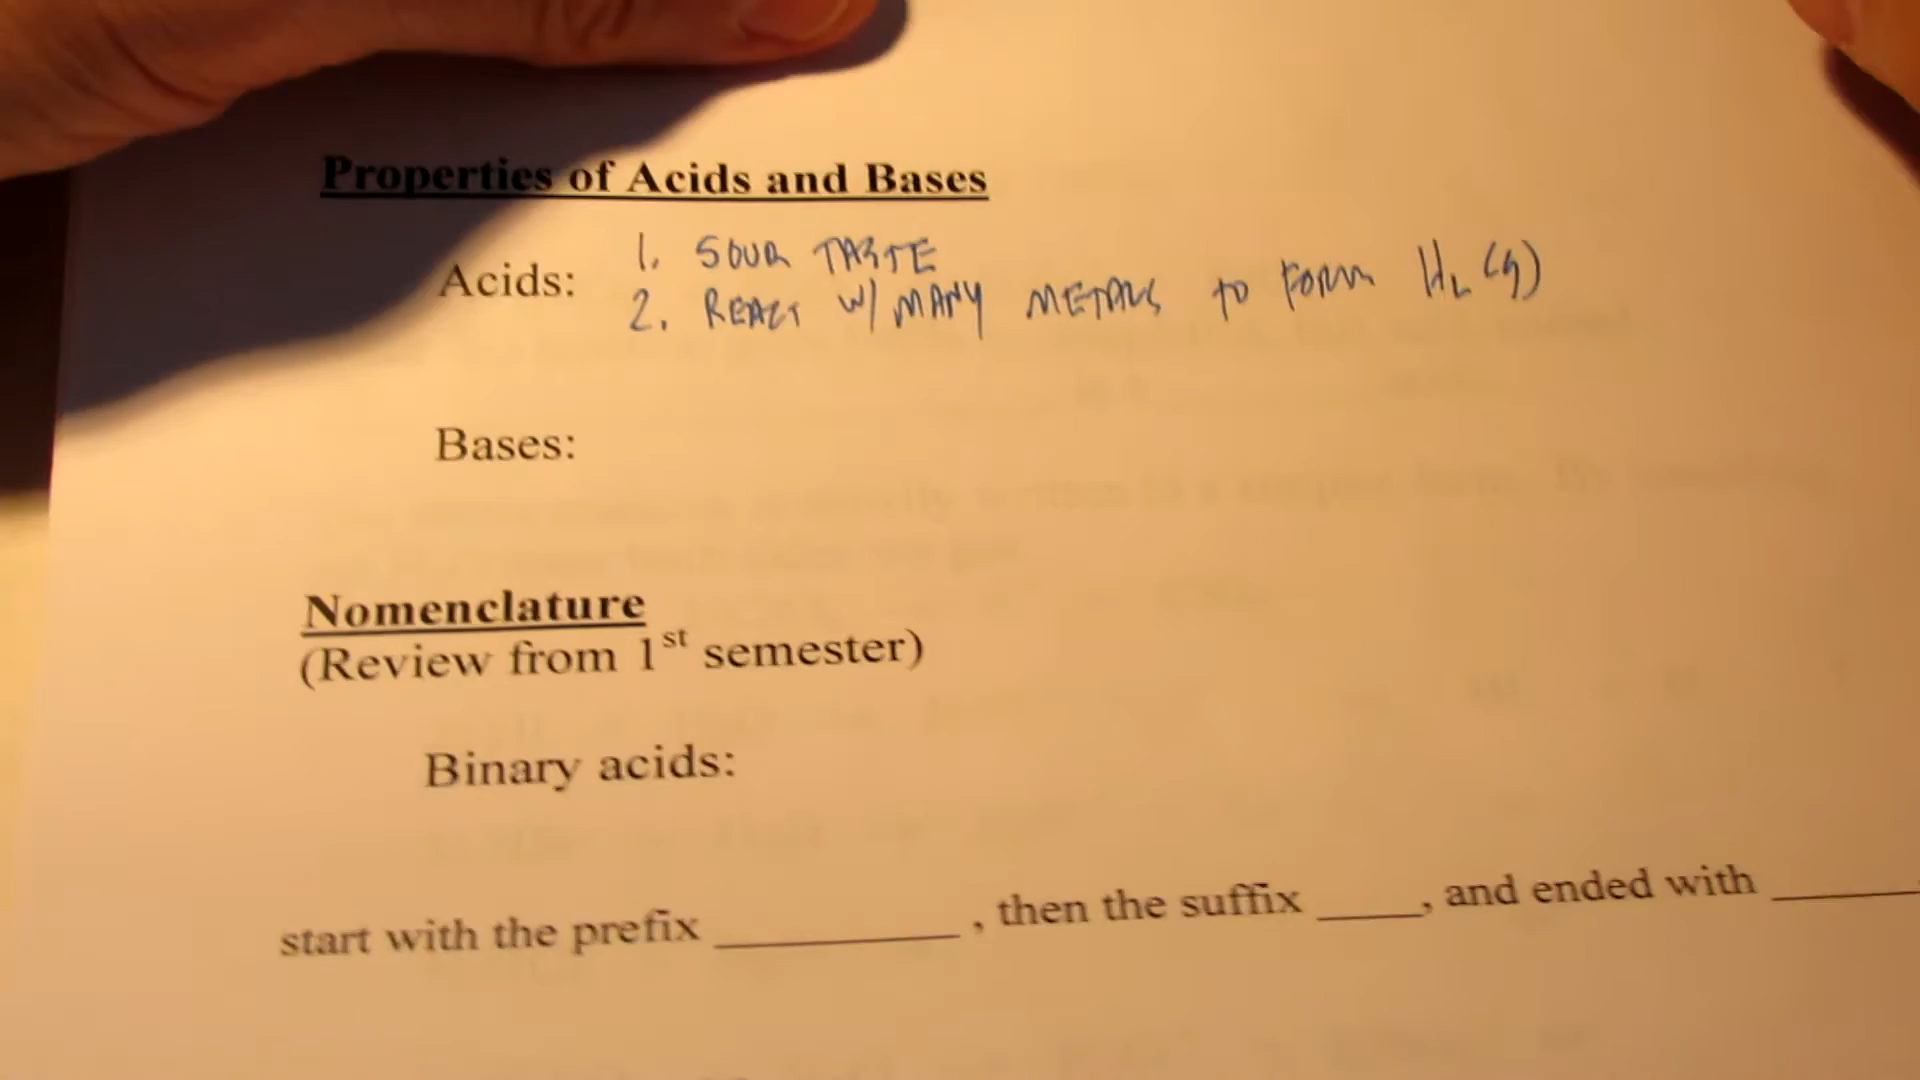 Properties of Acids and Bases
Acids:
1. SOUR TASTE
2. REACT W/ MANY METALS TO FORM H₂ (g)
Bases:
Nomenclature
(Review from 1st semester)
Binary acids:
start with the prefix __________, then the suffix ____, and ended with ______